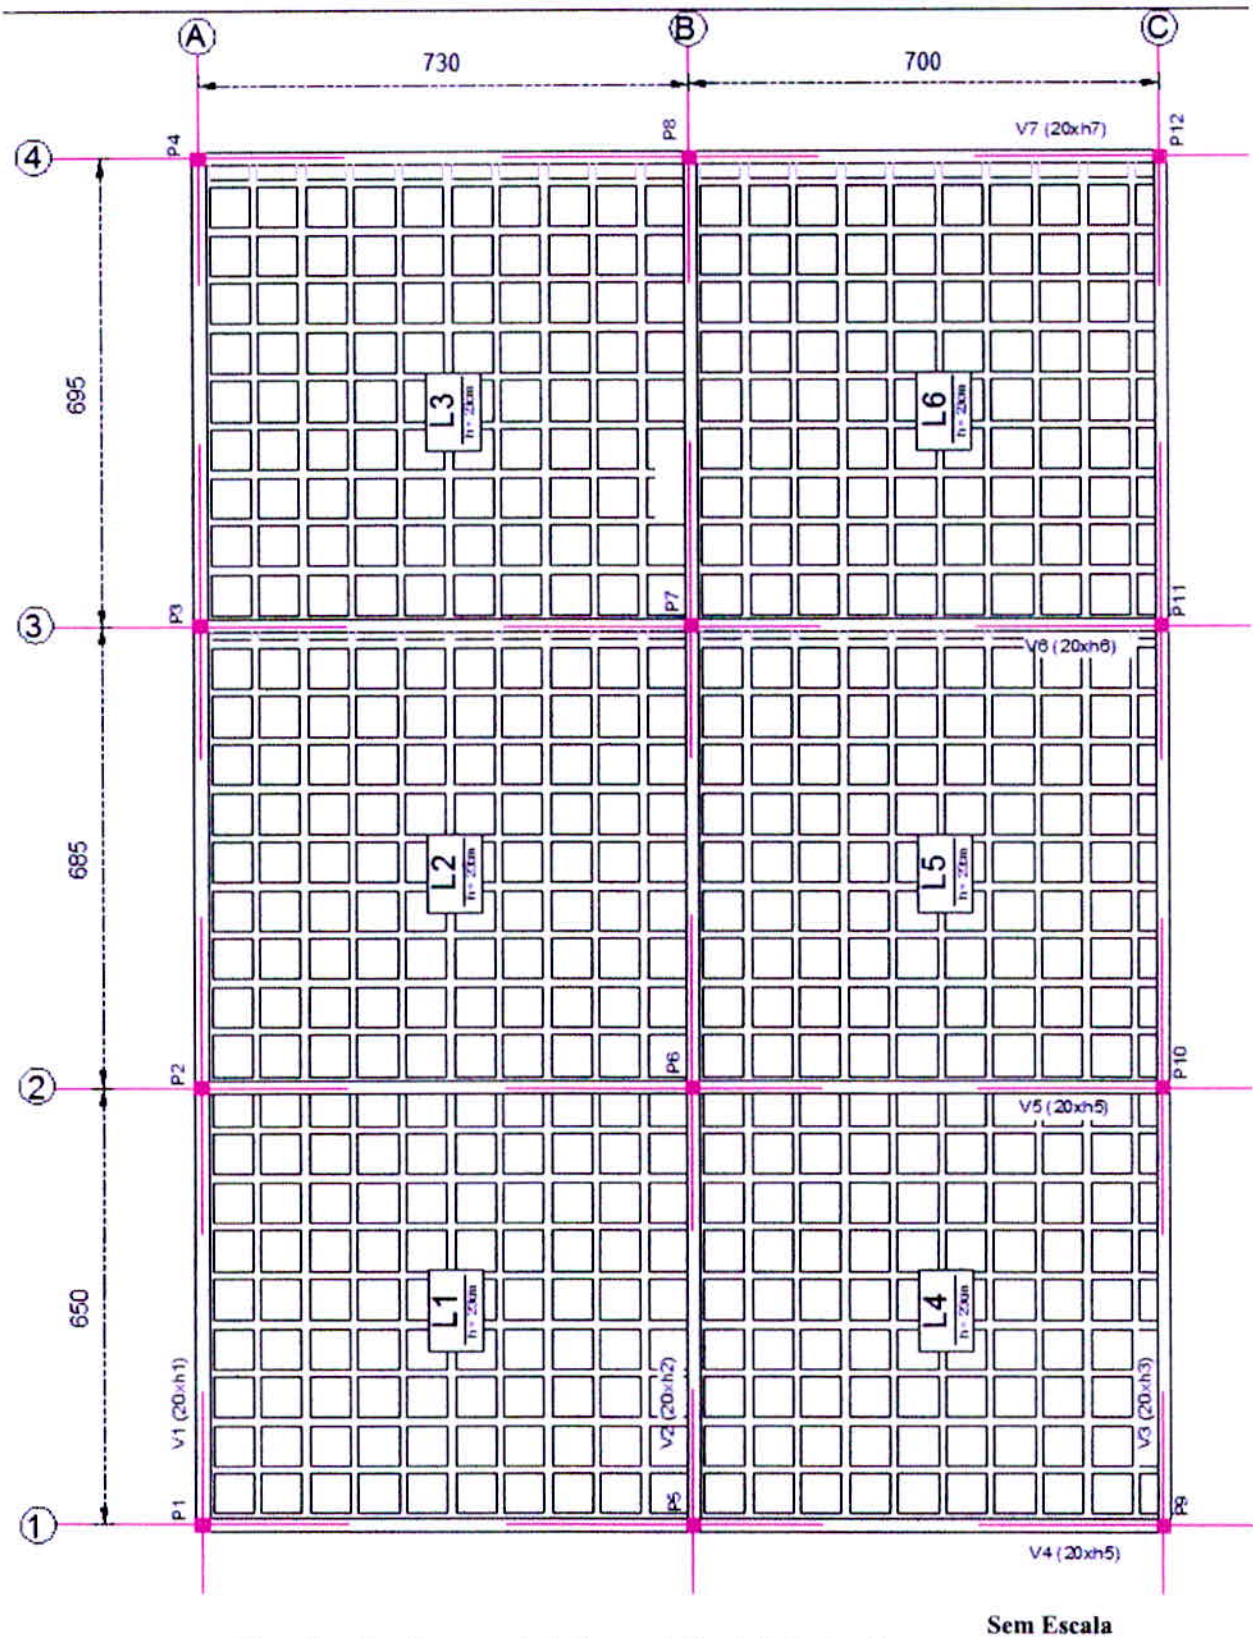 A
B
C
730
700
V7 (20xh7)
P4
P8
P12
4
695
L3
L6
P3
P7
P11
3
V6 (20xh6)
685
L2
L5
P2
P6
P10
2
V5 (20xh5)
650
L1
L4
V1 (20xh1)
V2 (20xh2)
V3 (20xh3)
P1
P5
P9
1
V4 (20xh5)
Sem Escala